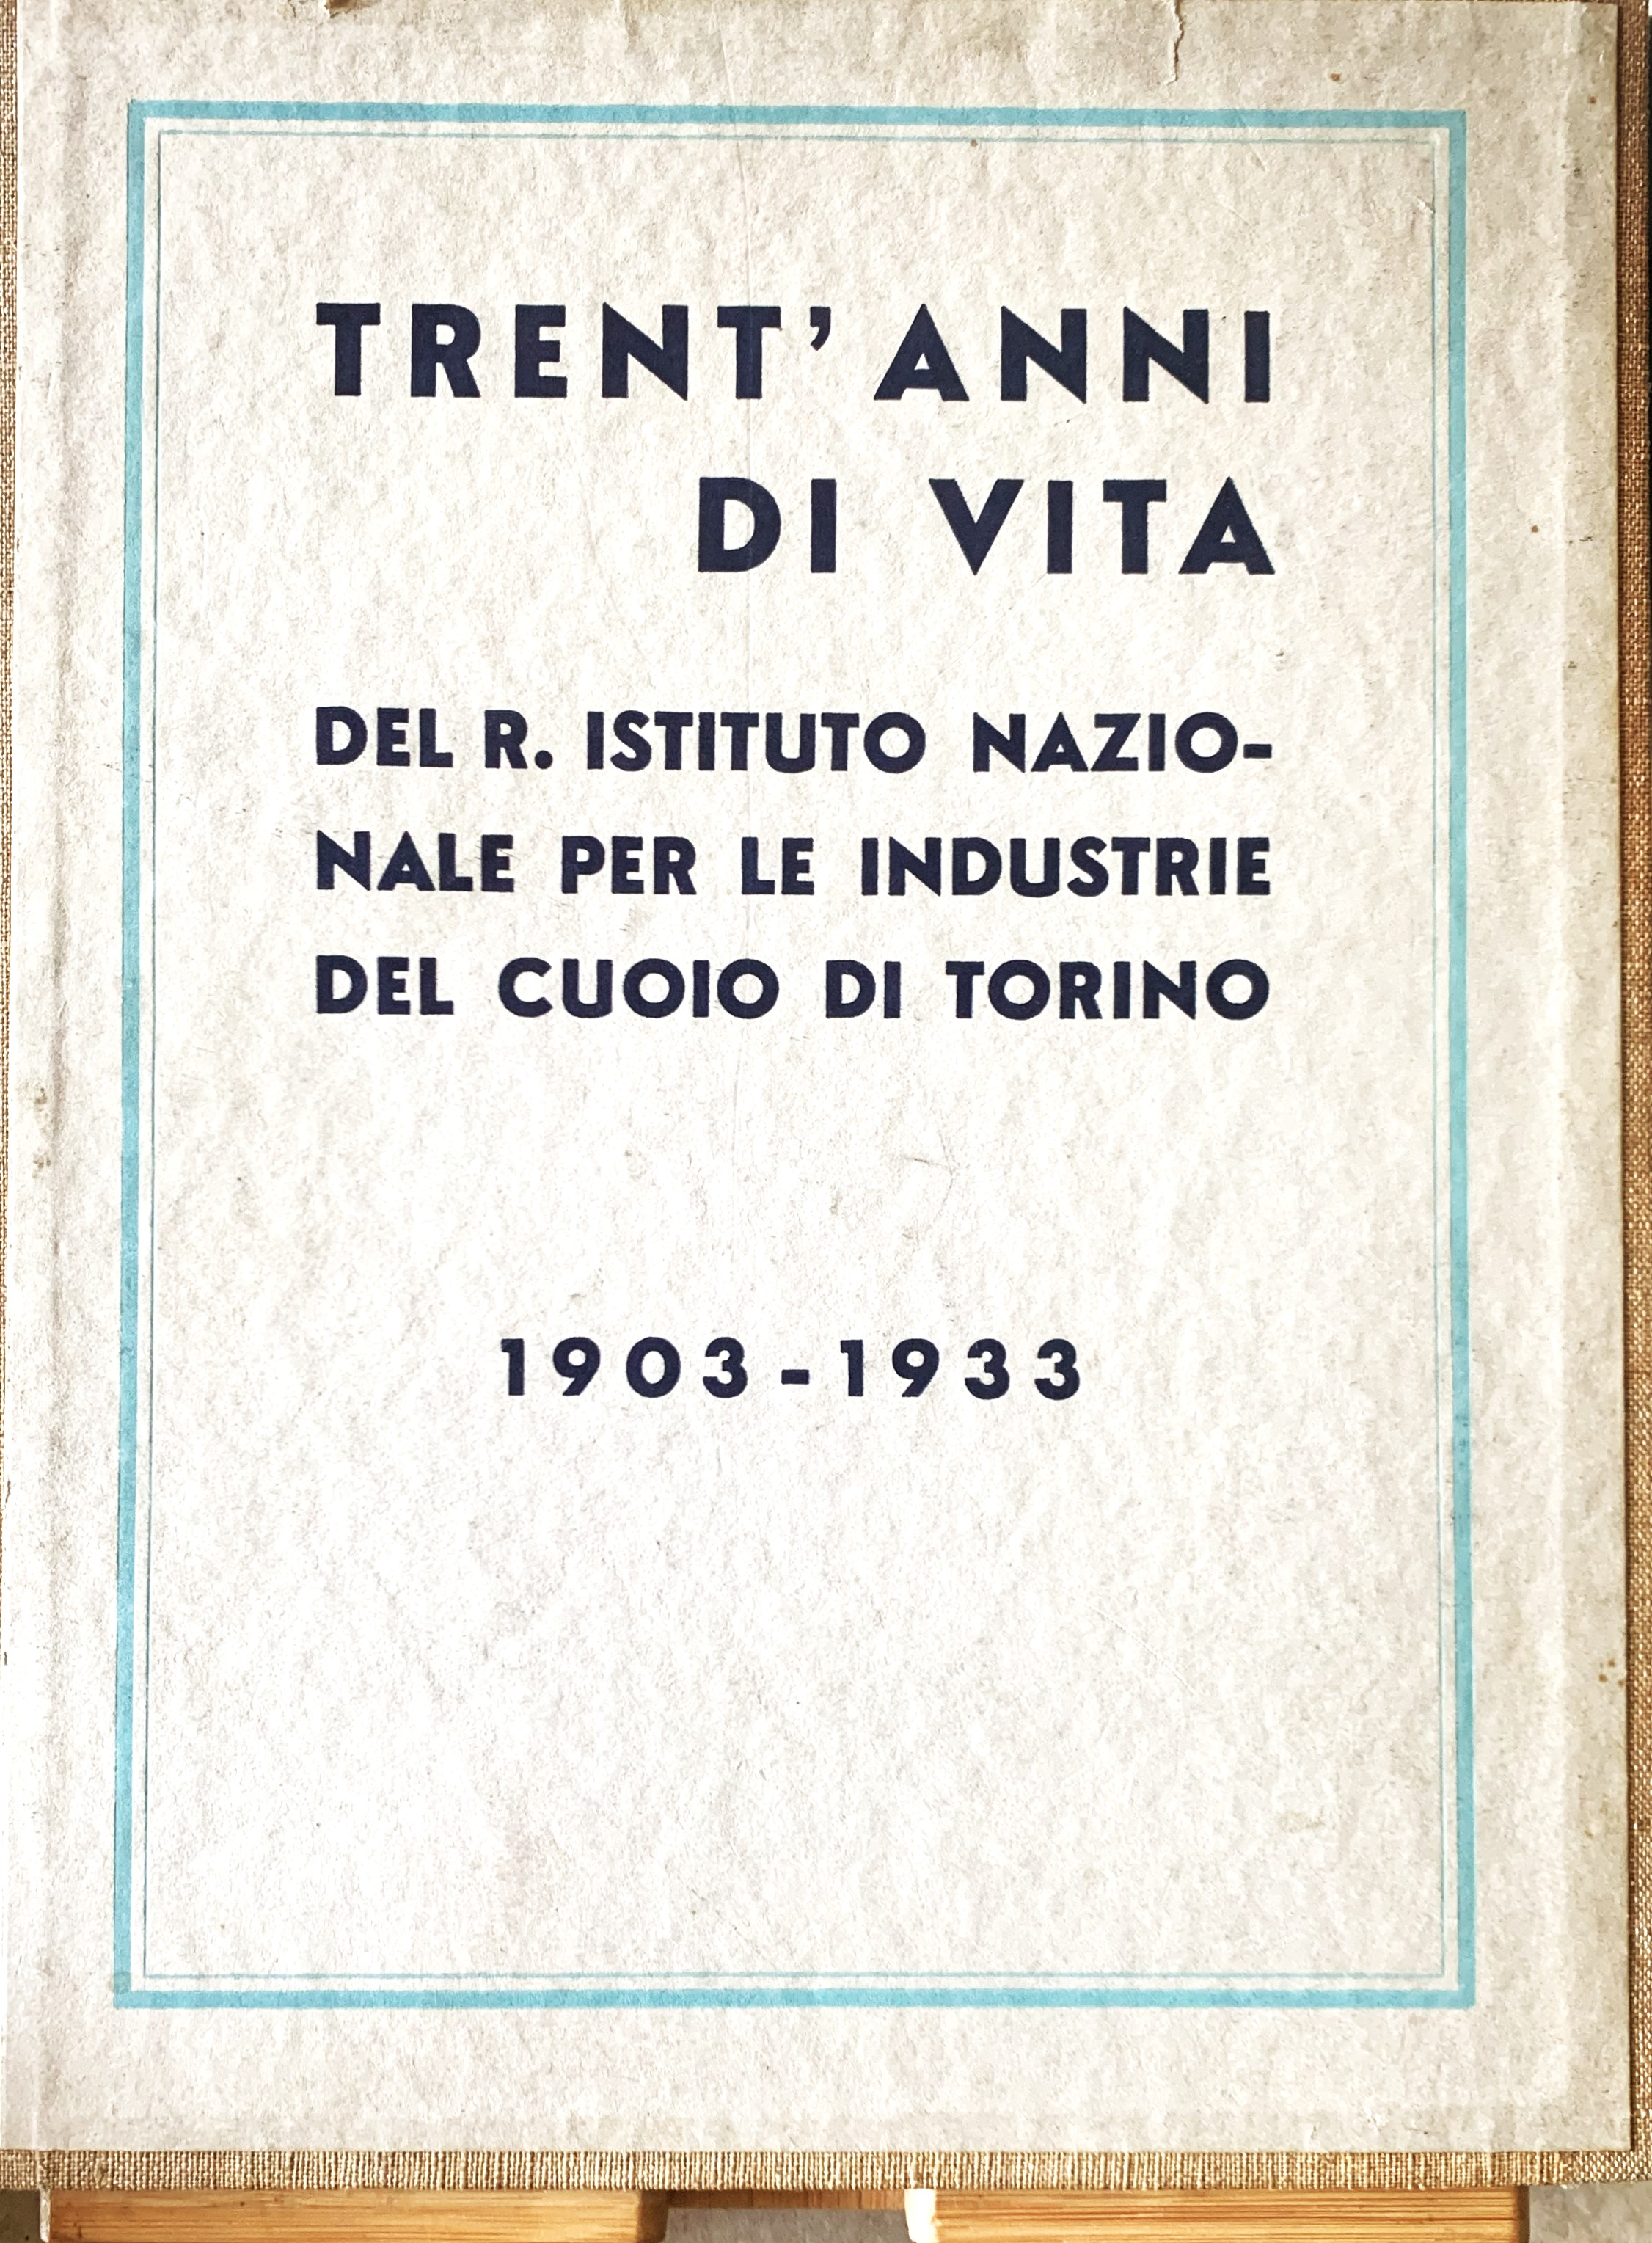 TRENT'ANNI
DI VITA
DEL R. ISTITUTO NAZIO-
NALE PER LE INDUSTRIE
DEL CUOIO DI TORINO
1903-1933